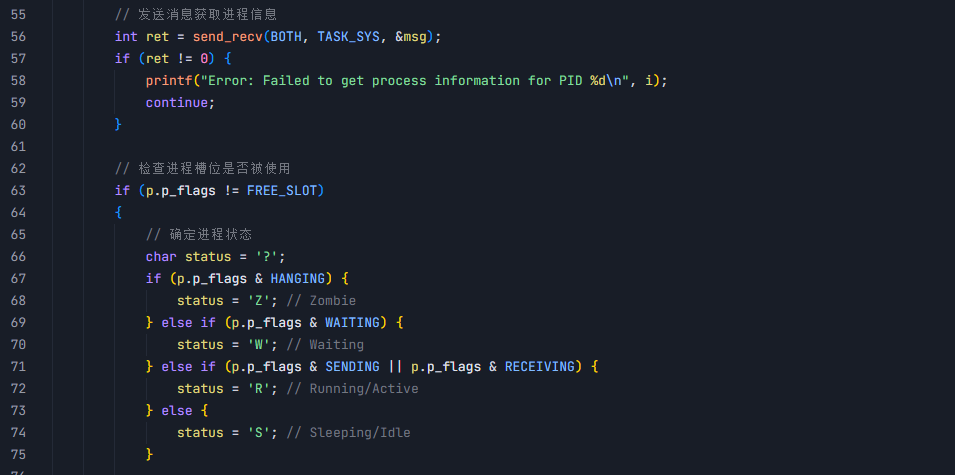 55 // 发送消息获取进程信息
56 int ret = send_recv(BOTH, TASK_SYS, &msg);
57 if (ret != 0) {
58 printf("Error: Failed to get process information for PID %d\n", i);
59 continue;
60 }
61
62 // 检查进程槽位是否被使用
63 if (p.p_flags != FREE_SLOT)
64 {
65 // 确定进程状态
66 char status = '?';
67 if (p.p_flags & HANGING) {
68 status = 'Z'; // Zombie
69 } else if (p.p_flags & WAITING) {
70 status = 'W'; // Waiting
71 } else if (p.p_flags & SENDING || p.p_flags & RECEIVING) {
72 status = 'R'; // Running/Active
73 } else {
74 status = 'S'; // Sleeping/Idle
75 }